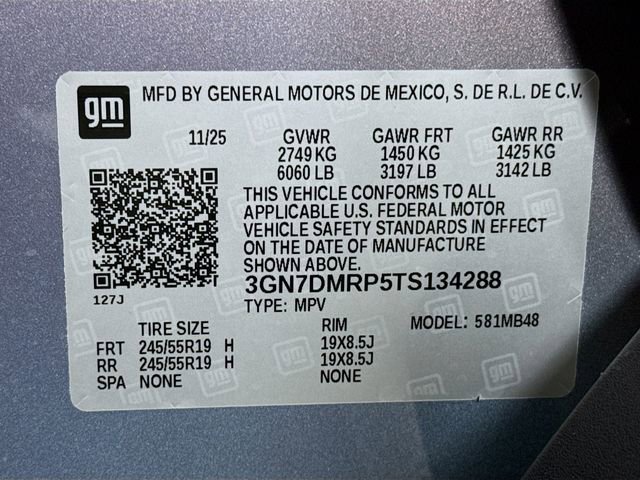 gm MFD BY GENERAL MOTORS DE MEXICO, S. DE R.L. DE C.V.
11/25 GVWR GAWR FRT GAWR RR
2749 KG 1450 KG 1425 KG
6060 LB 3197 LB 3142 LB
THIS VEHICLE CONFORMS TO ALL
APPLICABLE U.S. FEDERAL MOTOR
VEHICLE SAFETY STANDARDS IN EFFECT
ON THE DATE OF MANUFACTURE
SHOWN ABOVE.
3GN7DMRP5TS134288
127J TYPE: MPV
TIRE SIZE RIM MODEL: 581MB48
FRT 245/55R19 H 19X8.5J
RR 245/55R19 H 19X8.5J
SPA NONE NONE